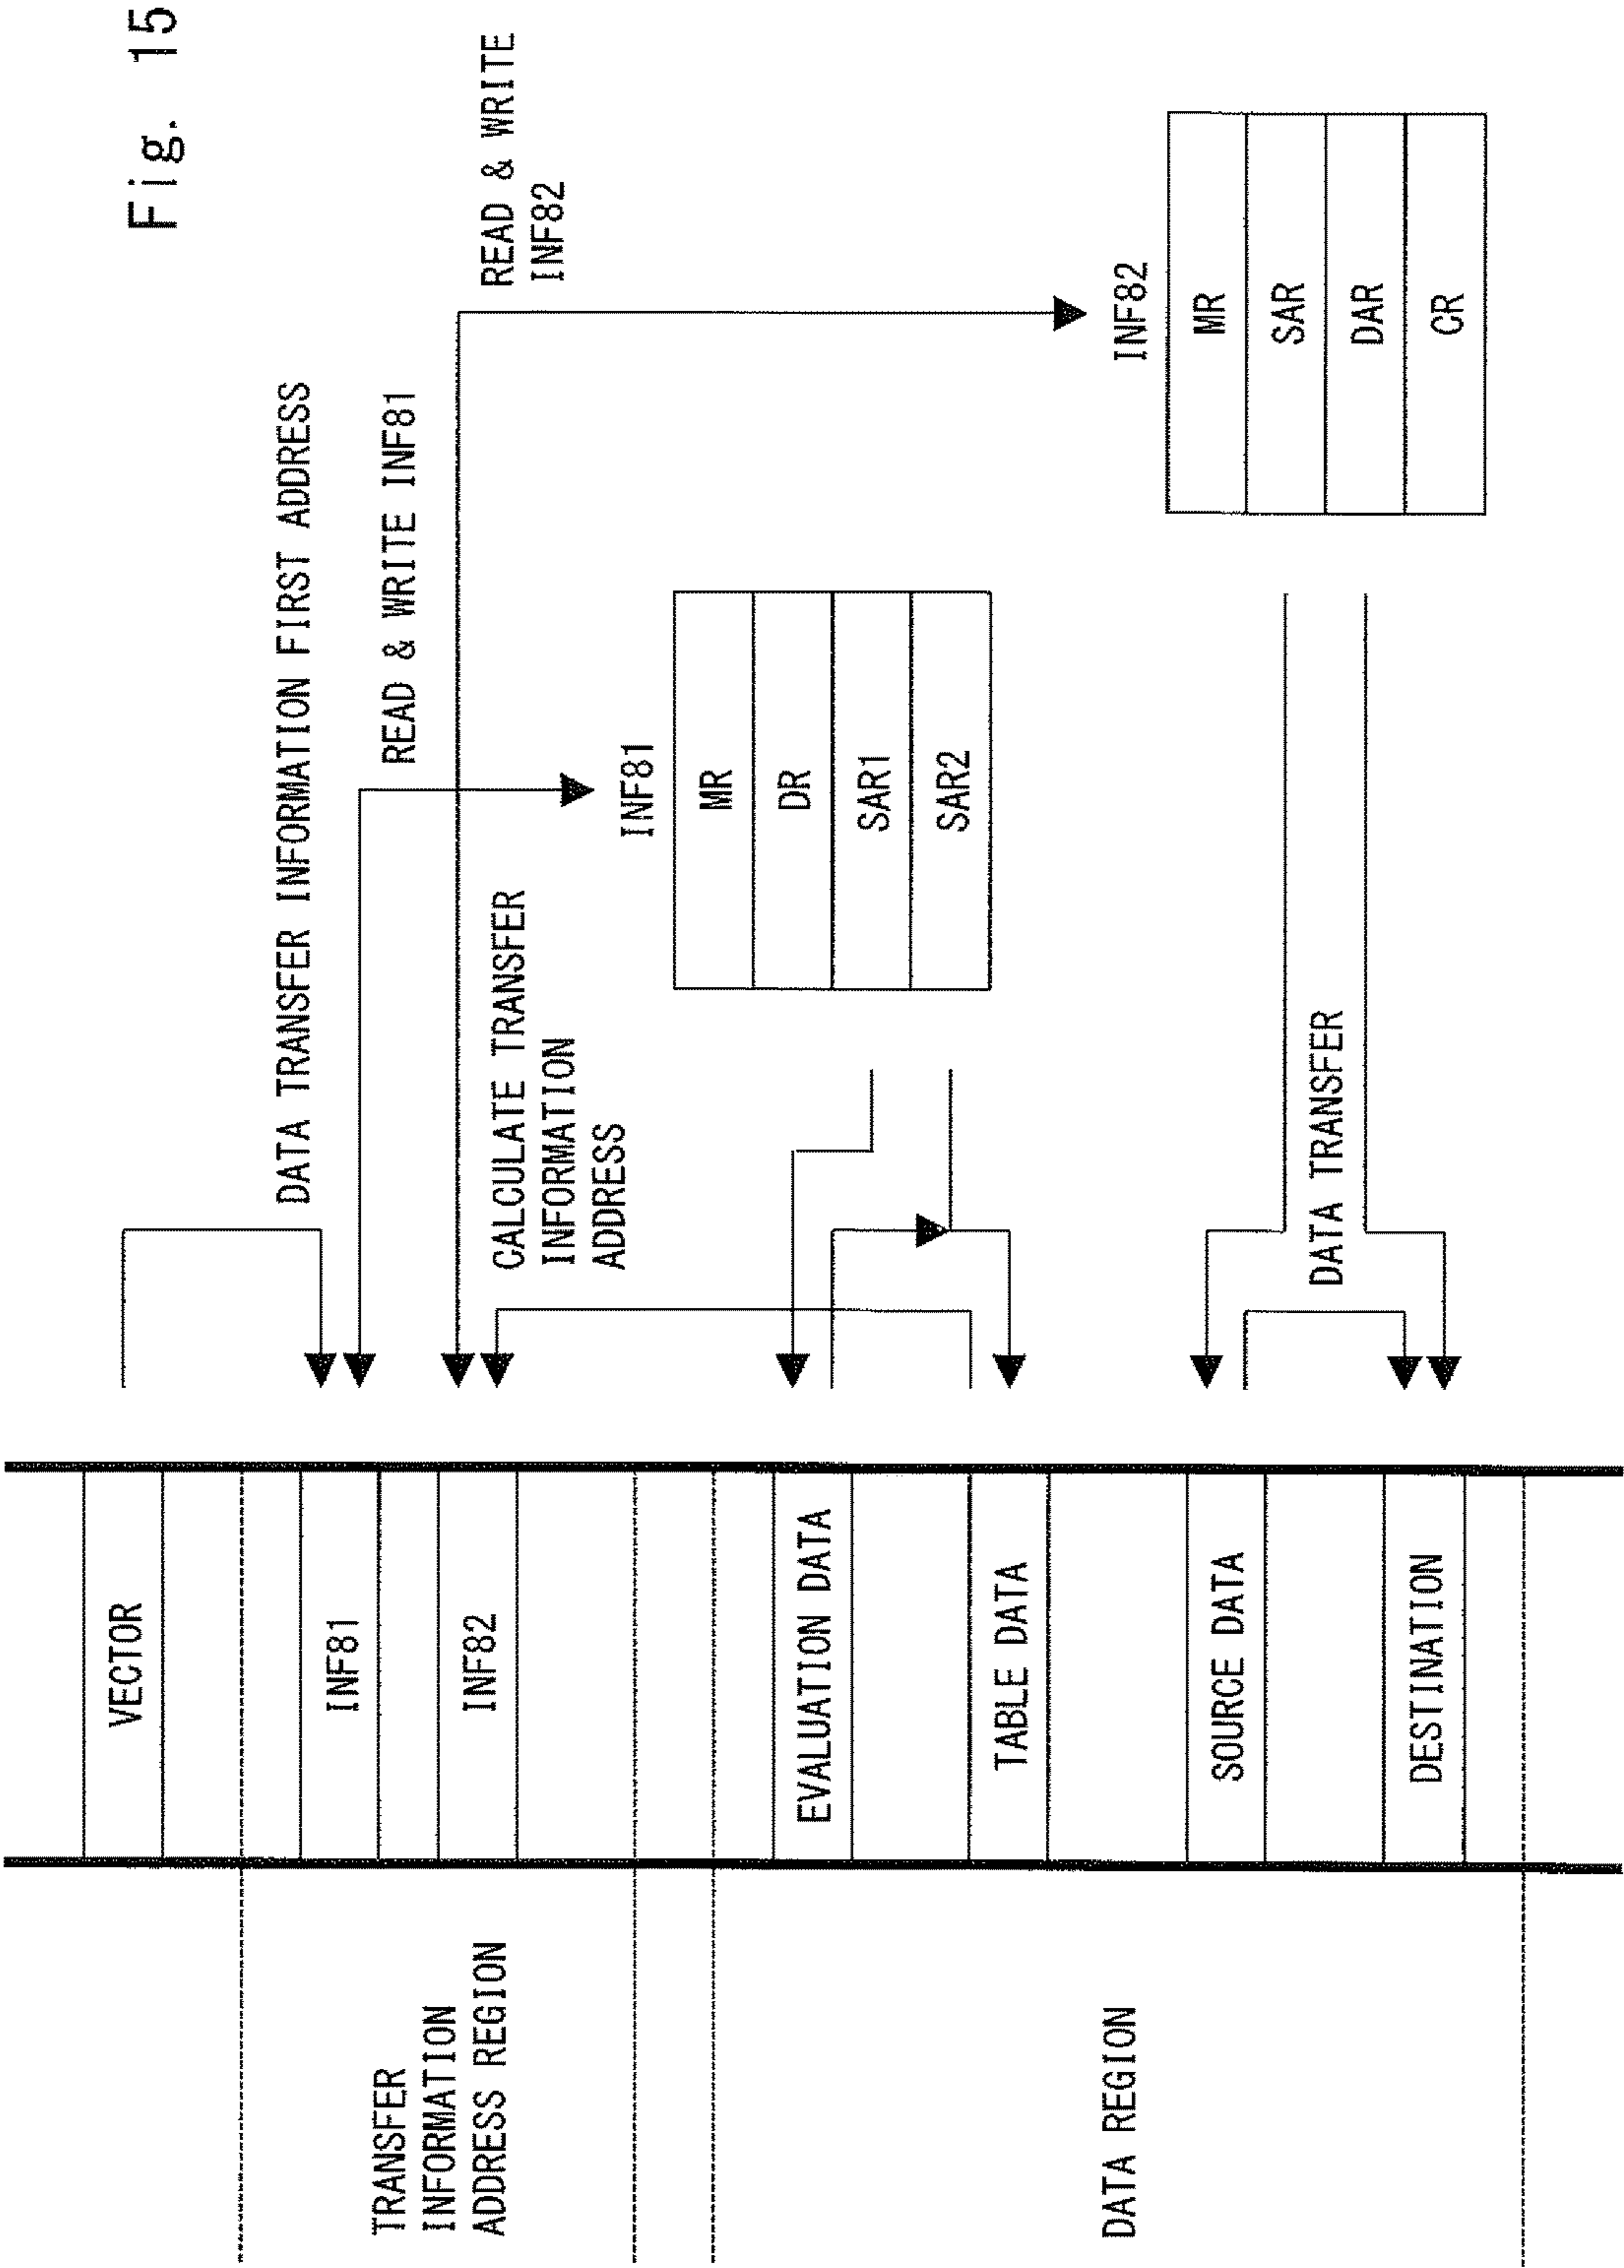 Fig. 15
TRANSFER
INFORMATION
ADDRESS REGION
DATA REGION
VECTOR
INF81
INF82
EVALUATION DATA
TABLE DATA
SOURCE DATA
DESTINATION
DATA TRANSFER INFORMATION FIRST ADDRESS
READ & WRITE INF81
READ & WRITE
INF82
CALCULATE TRANSFER
INFORMATION
ADDRESS
INF81
MR
DR
SAR1
SAR2
DATA TRANSFER
INF82
MR
SAR
DAR
CR